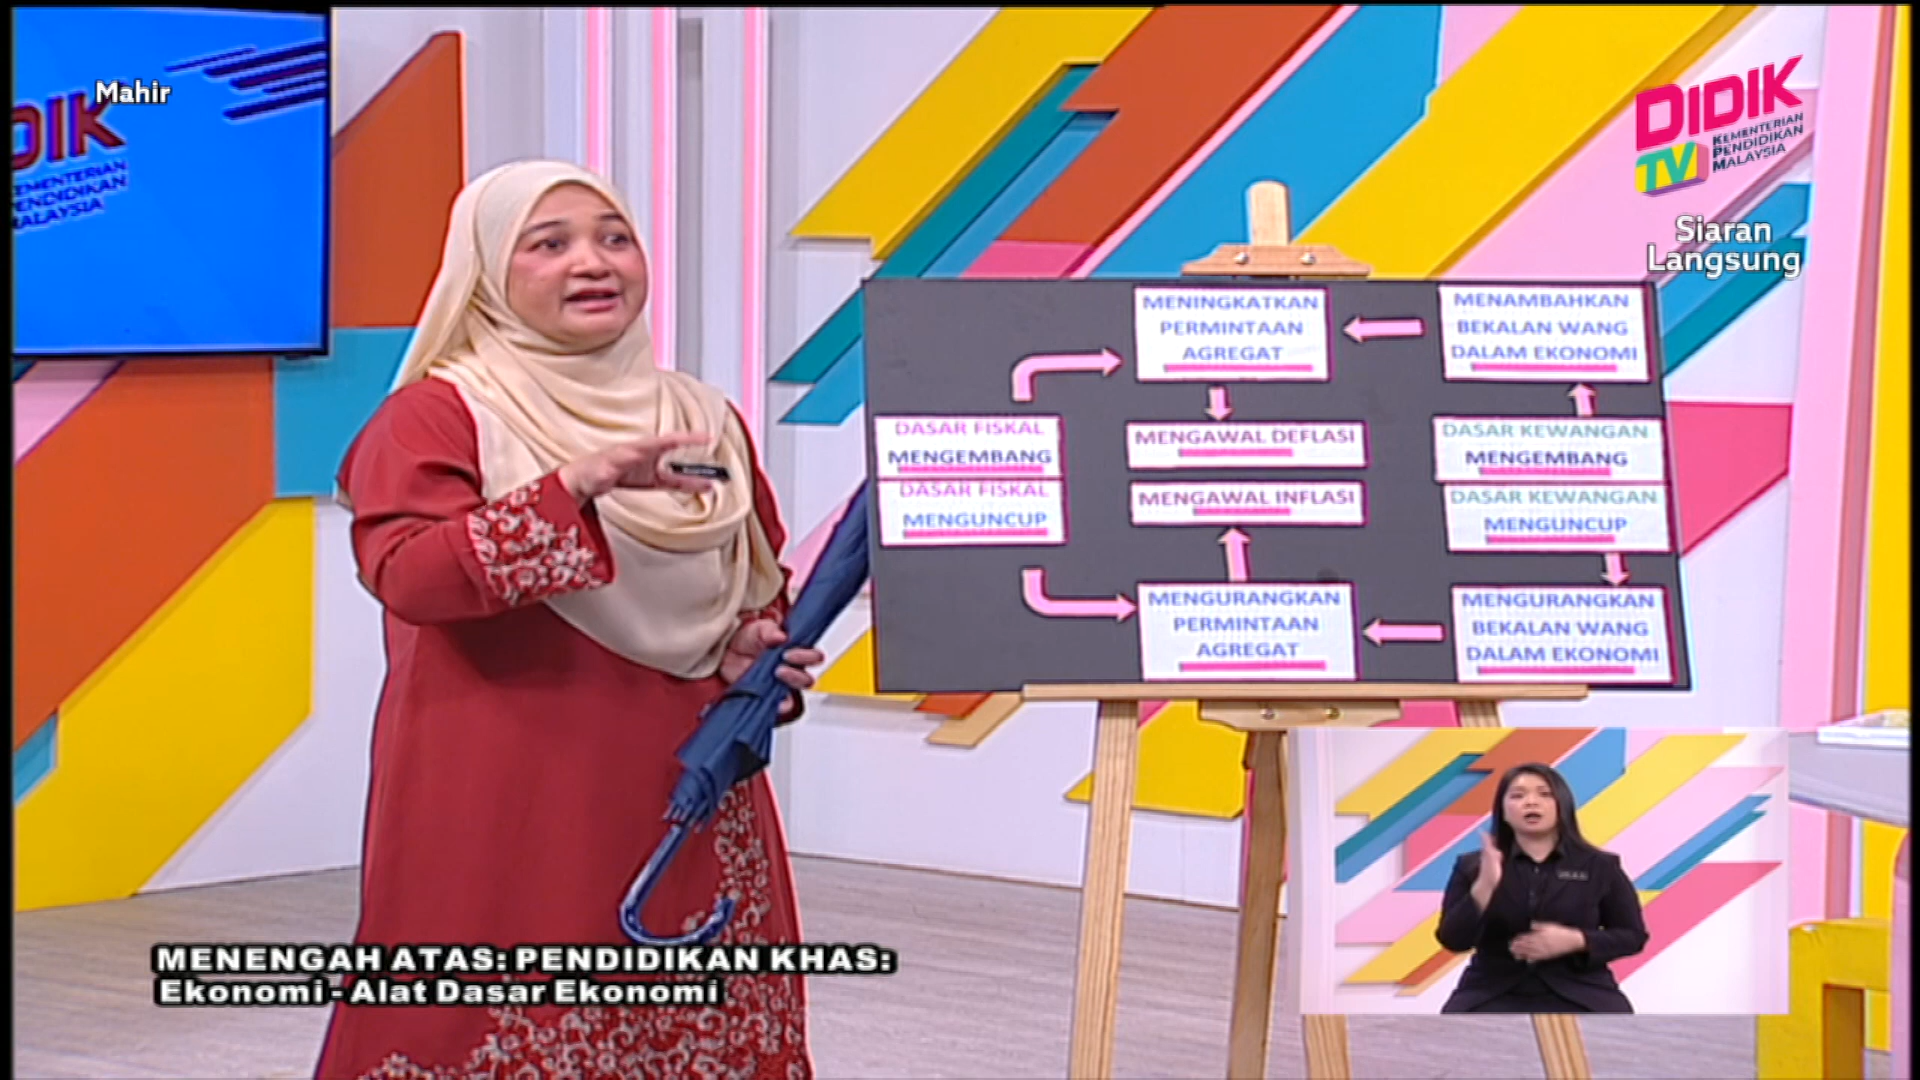 Mahir
DIK
KEMENTERIAN
PENDIDIKAN
MALAYSIA
DIDIK
TV
KEMENTERIAN
PENDIDIKAN
MALAYSIA
Siaran
Langsung
MENINGKATKAN
PERMINTAAN
AGREGAT
MENAMBAHKAN
BEKALAN WANG
DALAM EKONOMI
DASAR FISKAL
MENGEMBANG
DASAR FISKAL
MENGUNCUP
MENGAWAL DEFLASI
MENGAWAL INFLASI
DASAR KEWANGAN
MENGEMBANG
DASAR KEWANGAN
MENGUNCUP
MENGURANGKAN
PERMINTAAN
AGREGAT
MENGURANGKAN
BEKALAN WANG
DALAM EKONOMI
MENENGAH ATAS: PENDIDIKAN KHAS:
Ekonomi - Alat Dasar Ekonomi